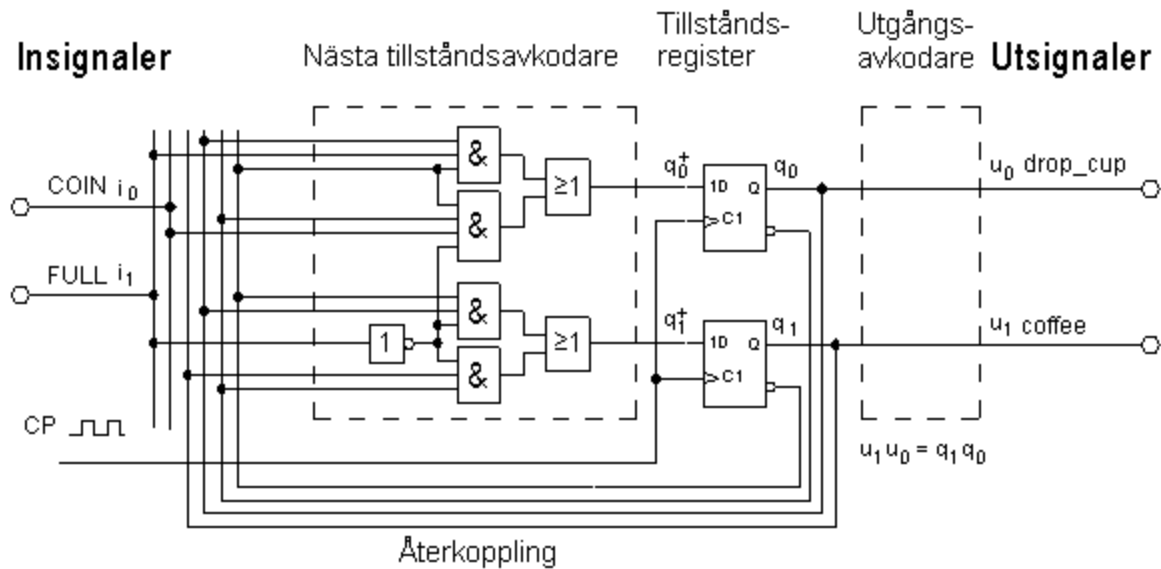 Insignaler
Nästa tillståndsavkodare
Tillstånds-
register
Utgångs-
avkodare
Utsignaler
COIN i0
FULL i1
CP
&
&
≥1
&
&
≥1
1
q0+
1D Q
C1
q0
q1+
1D Q
C1
q1
u0 drop_cup
u1 coffee
u1 u0 = q1 q0
Återkoppling